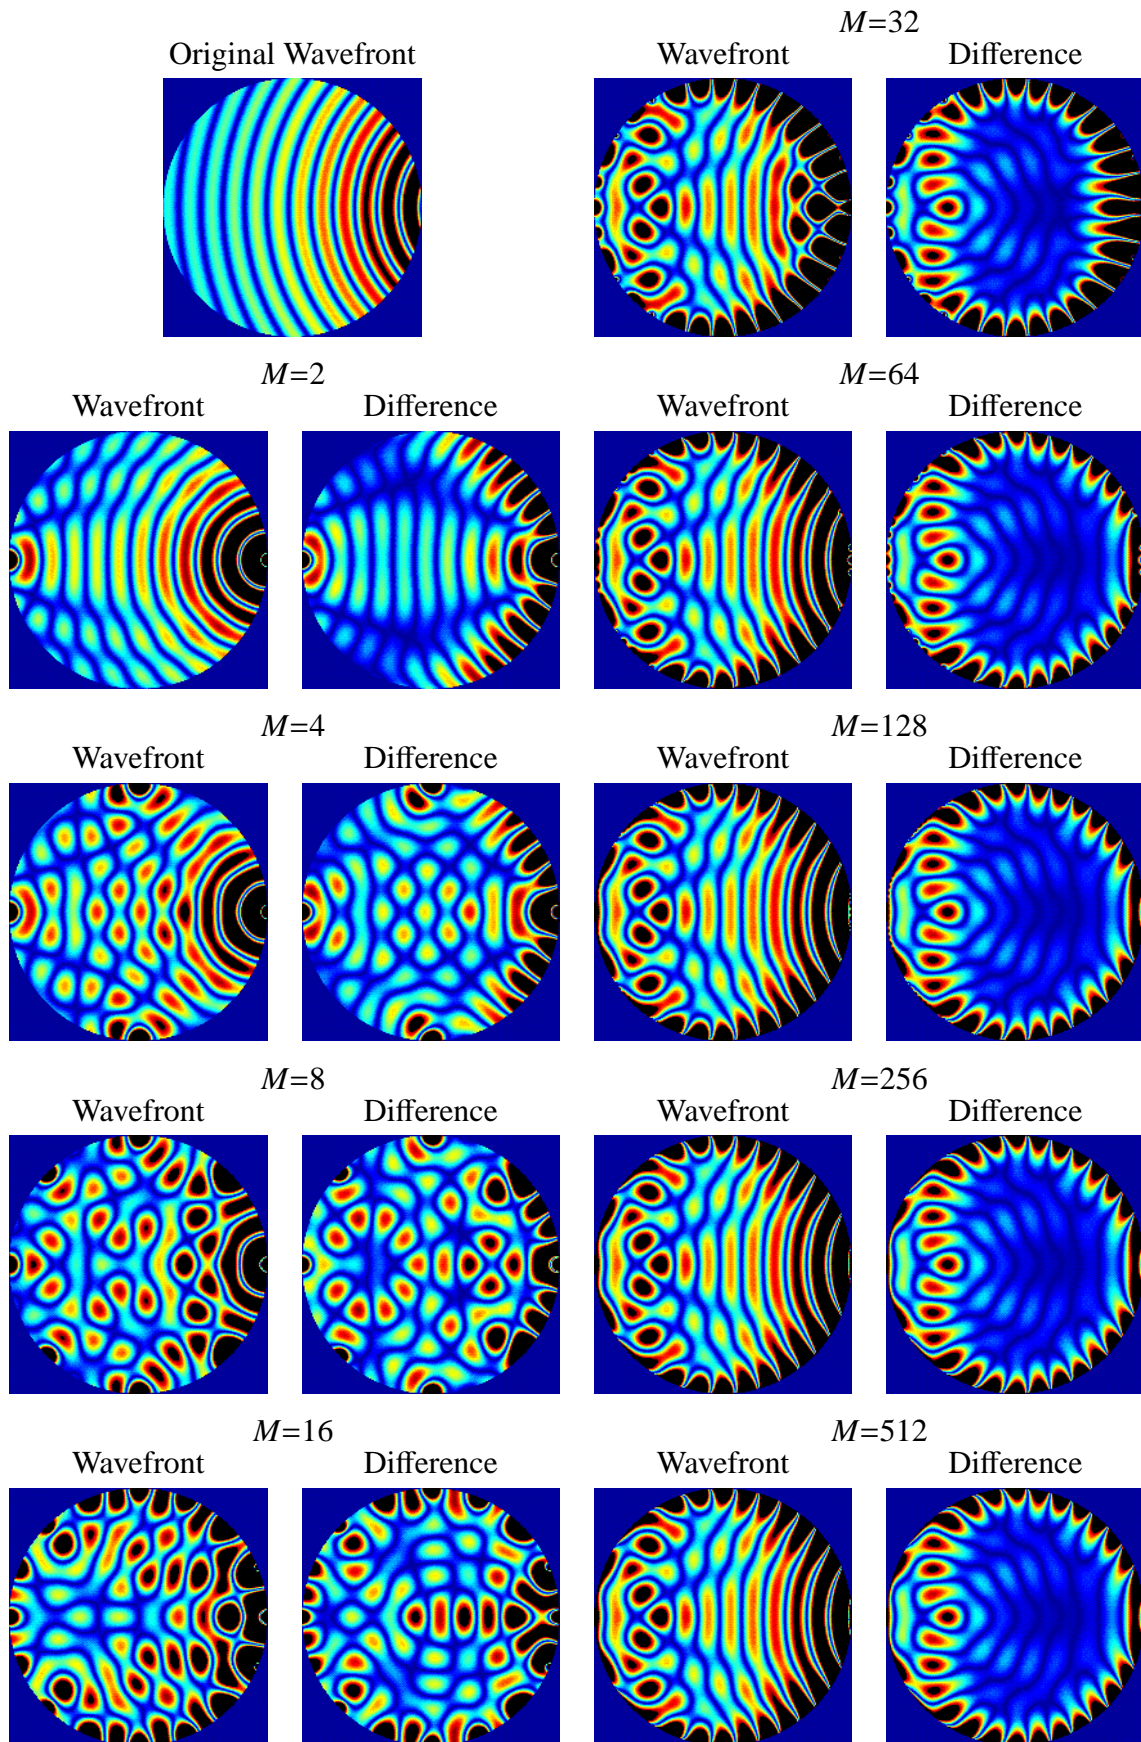 Original Wavefront
M=32
Wavefront Difference
M=2
Wavefront Difference
M=64
Wavefront Difference
M=4
Wavefront Difference
M=128
Wavefront Difference
M=8
Wavefront Difference
M=256
Wavefront Difference
M=16
Wavefront Difference
M=512
Wavefront Difference